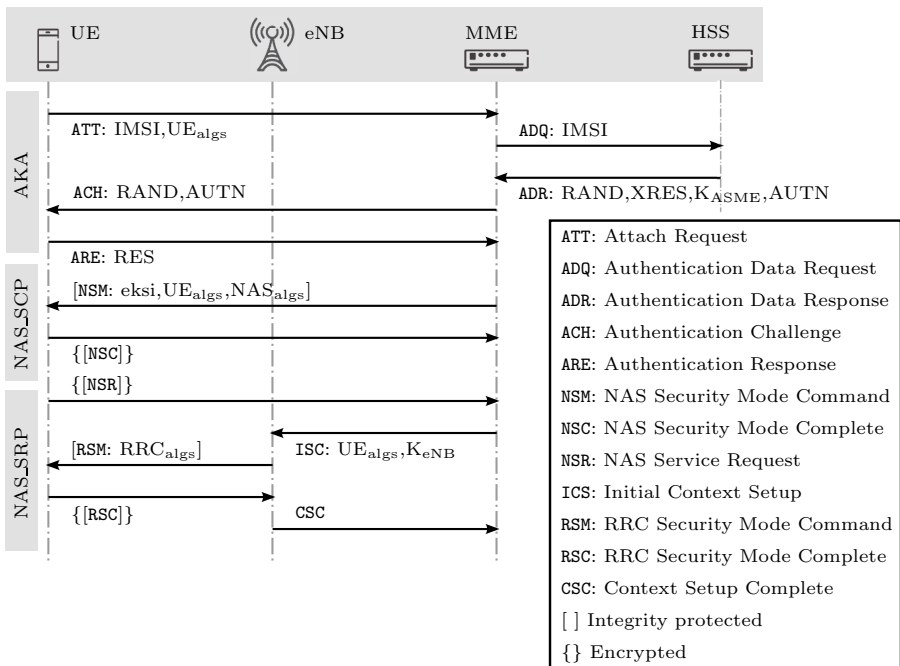 UE
eNB
MME
HSS
AKA
ATT: IMSI,UEalgs
ADQ: IMSI
ACH: RAND,AUTN
ADR: RAND,XRES,KASME,AUTN
ARE: RES
NAS_SCP
[NSM: eksi,UEalgs,NASalgs]
{[NSC]}
NAS_SRP
{[NSR]}
[RSM: RRCalgs]
ISC: UEalgs,KeNB
{[RSC]}
CSC
ATT: Attach Request
ADQ: Authentication Data Request
ADR: Authentication Data Response
ACH: Authentication Challenge
ARE: Authentication Response
NSM: NAS Security Mode Command
NSC: NAS Security Mode Complete
NSR: NAS Service Request
ICS: Initial Context Setup
RSM: RRC Security Mode Command
RSC: RRC Security Mode Complete
CSC: Context Setup Complete
[ ] Integrity protected
{} Encrypted